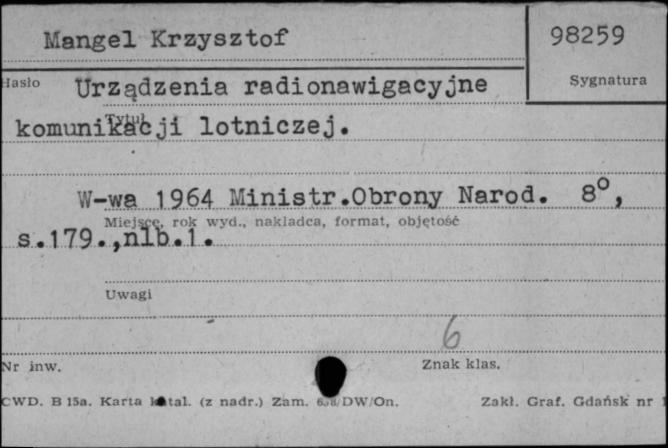 Mangel Krzysztof
98259
Hasło
Sygnatura
Urządzenia radionawigacyjne
Tytuł
komunikacji lotniczej.
W-wa 1964 Ministr.Obrony Narod. 8°,
Miejsce, rok wyd., nakładca, format, objętość
s.179.,nlb.1.
Uwagi
6
Nr inw.
Znak klas.
CWD. B 15a. Karta katal. (z nadr.) Zam. DW/On.
Zakł. Graf. Gdańsk nr 1